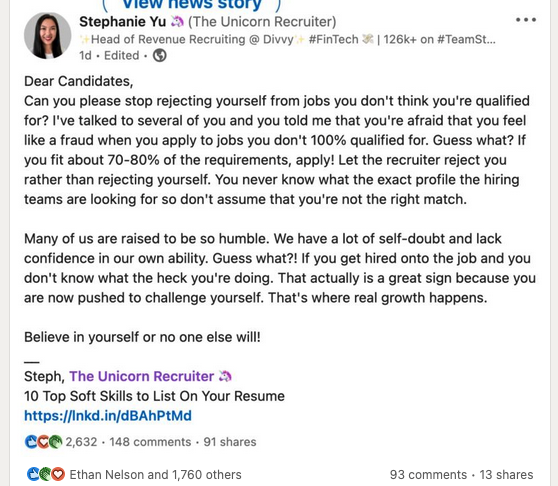 View news story
Stephanie Yu 🦄 (The Unicorn Recruiter)
✨Head of Revenue Recruiting @ Divvy✨ #FinTech 💸 | 126k+ on #TeamSt...
1d • Edited •
Dear Candidates,
Can you please stop rejecting yourself from jobs you don't think you're qualified
for? I've talked to several of you and you told me that you're afraid that you feel
like a fraud when you apply to jobs you don't 100% qualified for. Guess what? If
you fit about 70-80% of the requirements, apply! Let the recruiter reject you
rather than rejecting yourself. You never know what the exact profile the hiring
teams are looking for so don't assume that you're not the right match.
Many of us are raised to be so humble. We have a lot of self-doubt and lack
confidence in our own ability. Guess what?! If you get hired onto the job and you
don't know what the heck you're doing. That actually is a great sign because you
are now pushed to challenge yourself. That's where real growth happens.
Believe in yourself or no one else will!
__
Steph, The Unicorn Recruiter 🦄
10 Top Soft Skills to List On Your Resume
https://lnkd.in/dBAhPtMd
2,632 • 148 comments • 91 shares
Ethan Nelson and 1,760 others
93 comments • 13 shares